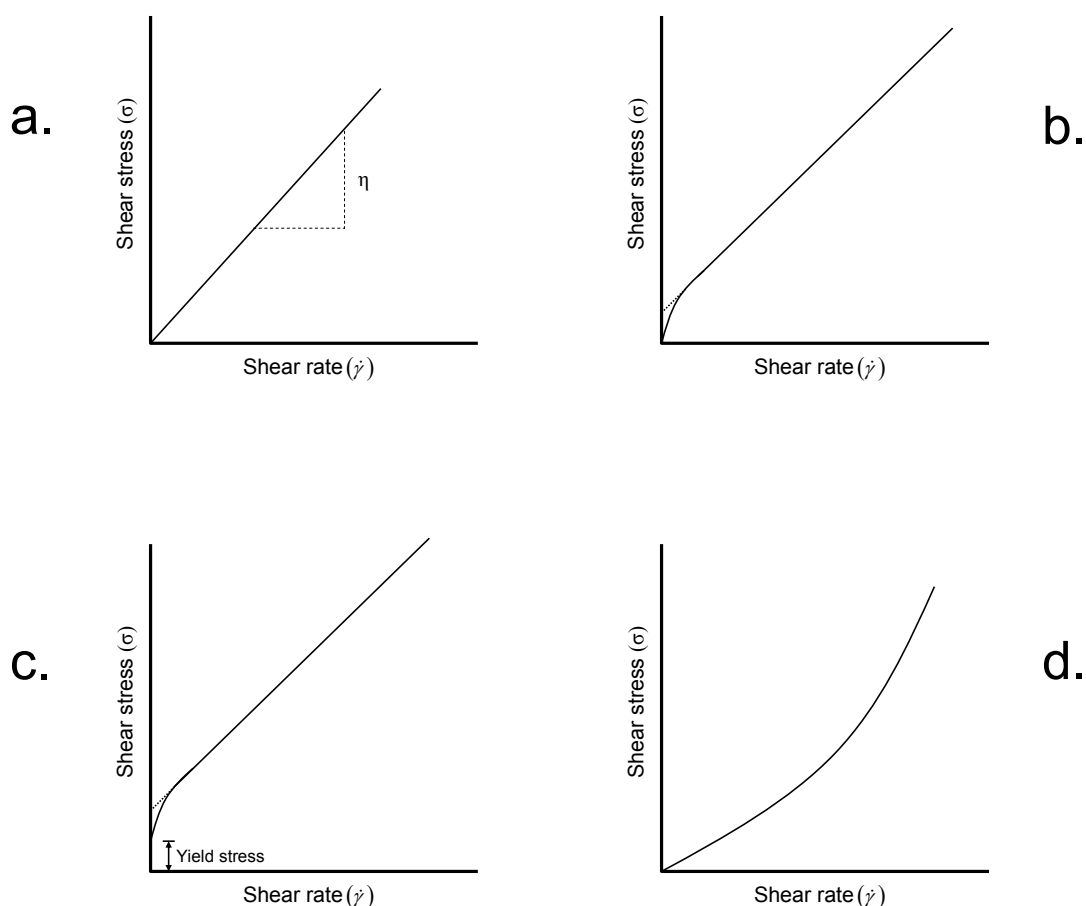 a.
Shear stress (σ)
η
Shear rate (γ̇)
b.
Shear stress (σ)
Shear rate (γ̇)
c.
Shear stress (σ)
Yield stress
Shear rate (γ̇)
d.
Shear stress (σ)
Shear rate (γ̇)